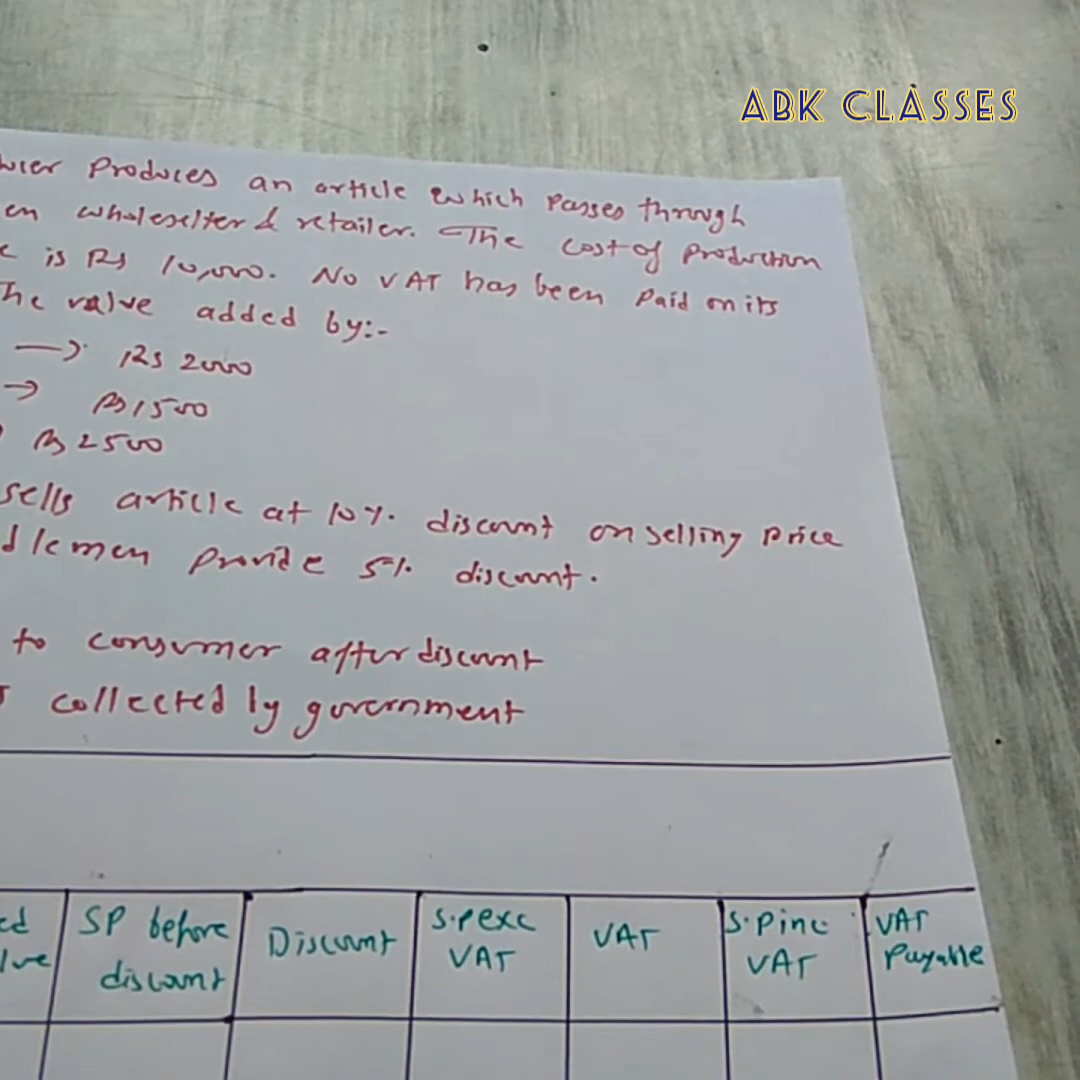 ABK CLASSES
Produces an article which passes through
en wholeselter & retailer. The cost of production
is Rs 10,000. No VAT has been paid on its
The value added by:-
→ Rs 2000
→ Rs 1500
Rs 2500
sells article at 10%. discount on selling price
dlemen provide 5%. discount.
to consumer after discount
collected by government
SP before discount
Discount
S.P exc VAT
VAT
S.P inc VAT
VAT Payable